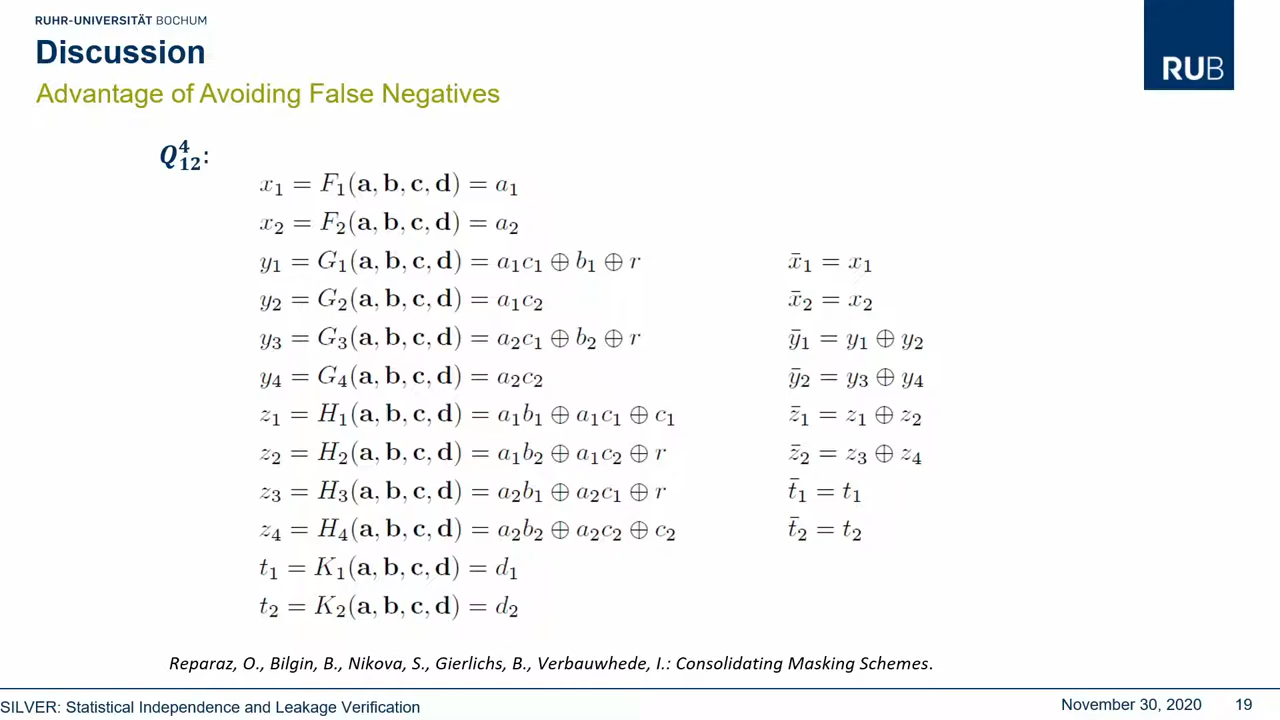 RUHR-UNIVERSITÄT BOCHUM
Discussion
RUB
Advantage of Avoiding False Negatives
Q⁴₁₂:
x₁ = F₁(a, b, c, d) = a₁
x₂ = F₂(a, b, c, d) = a₂
y₁ = G₁(a, b, c, d) = a₁c₁ ⊕ b₁ ⊕ r
x̄₁ = x₁
y₂ = G₂(a, b, c, d) = a₁c₂
x̄₂ = x₂
y₃ = G₃(a, b, c, d) = a₂c₁ ⊕ b₂ ⊕ r
ȳ₁ = y₁ ⊕ y₂
y₄ = G₄(a, b, c, d) = a₂c₂
ȳ₂ = y₃ ⊕ y₄
z₁ = H₁(a, b, c, d) = a₁b₁ ⊕ a₁c₁ ⊕ c₁
z̄₁ = z₁ ⊕ z₂
z₂ = H₂(a, b, c, d) = a₁b₂ ⊕ a₁c₂ ⊕ r
z̄₂ = z₃ ⊕ z₄
z₃ = H₃(a, b, c, d) = a₂b₁ ⊕ a₂c₁ ⊕ r
t̄₁ = t₁
z₄ = H₄(a, b, c, d) = a₂b₂ ⊕ a₂c₂ ⊕ c₂
t̄₂ = t₂
t₁ = K₁(a, b, c, d) = d₁
t₂ = K₂(a, b, c, d) = d₂
Reparaz, O., Bilgin, B., Nikova, S., Gierlichs, B., Verbauwhede, I.: Consolidating Masking Schemes.
SILVER: Statistical Independence and Leakage Verification
November 30, 2020
19